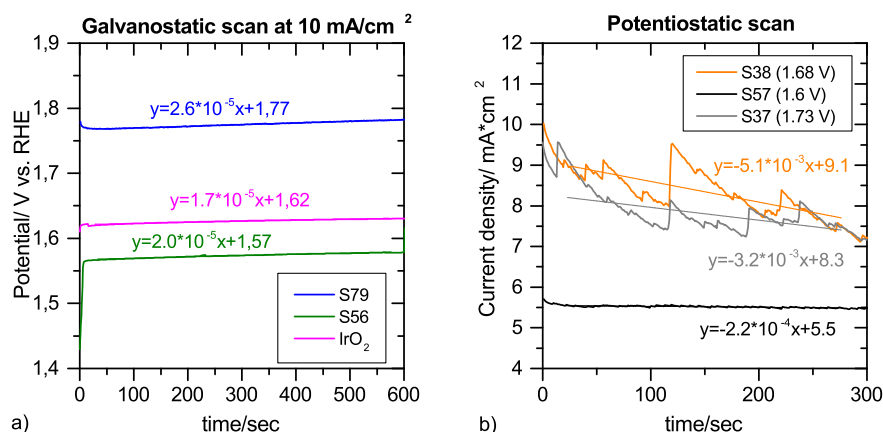 Galvanostatic scan at 10 mA/cm ²
1,9
1,8
1,7
1,6
1,5
1,4
Potential/ V vs. RHE
y=2.6*10⁻⁵x+1,77
y=1.7*10⁻⁵x+1,62
y=2.0*10⁻⁵x+1,57
S79
S56
IrO₂
0 100 200 300 400 500 600
time/sec
a)
Potentiostatic scan
12
11
10
9
8
7
6
5
4
Current density/ mA*cm²
S38 (1.68 V)
S57 (1.6 V)
S37 (1.73 V)
y=-5.1*10⁻³x+9.1
y=-3.2*10⁻³x+8.3
y=-2.2*10⁻⁴x+5.5
0 100 200 300
time/sec
b)